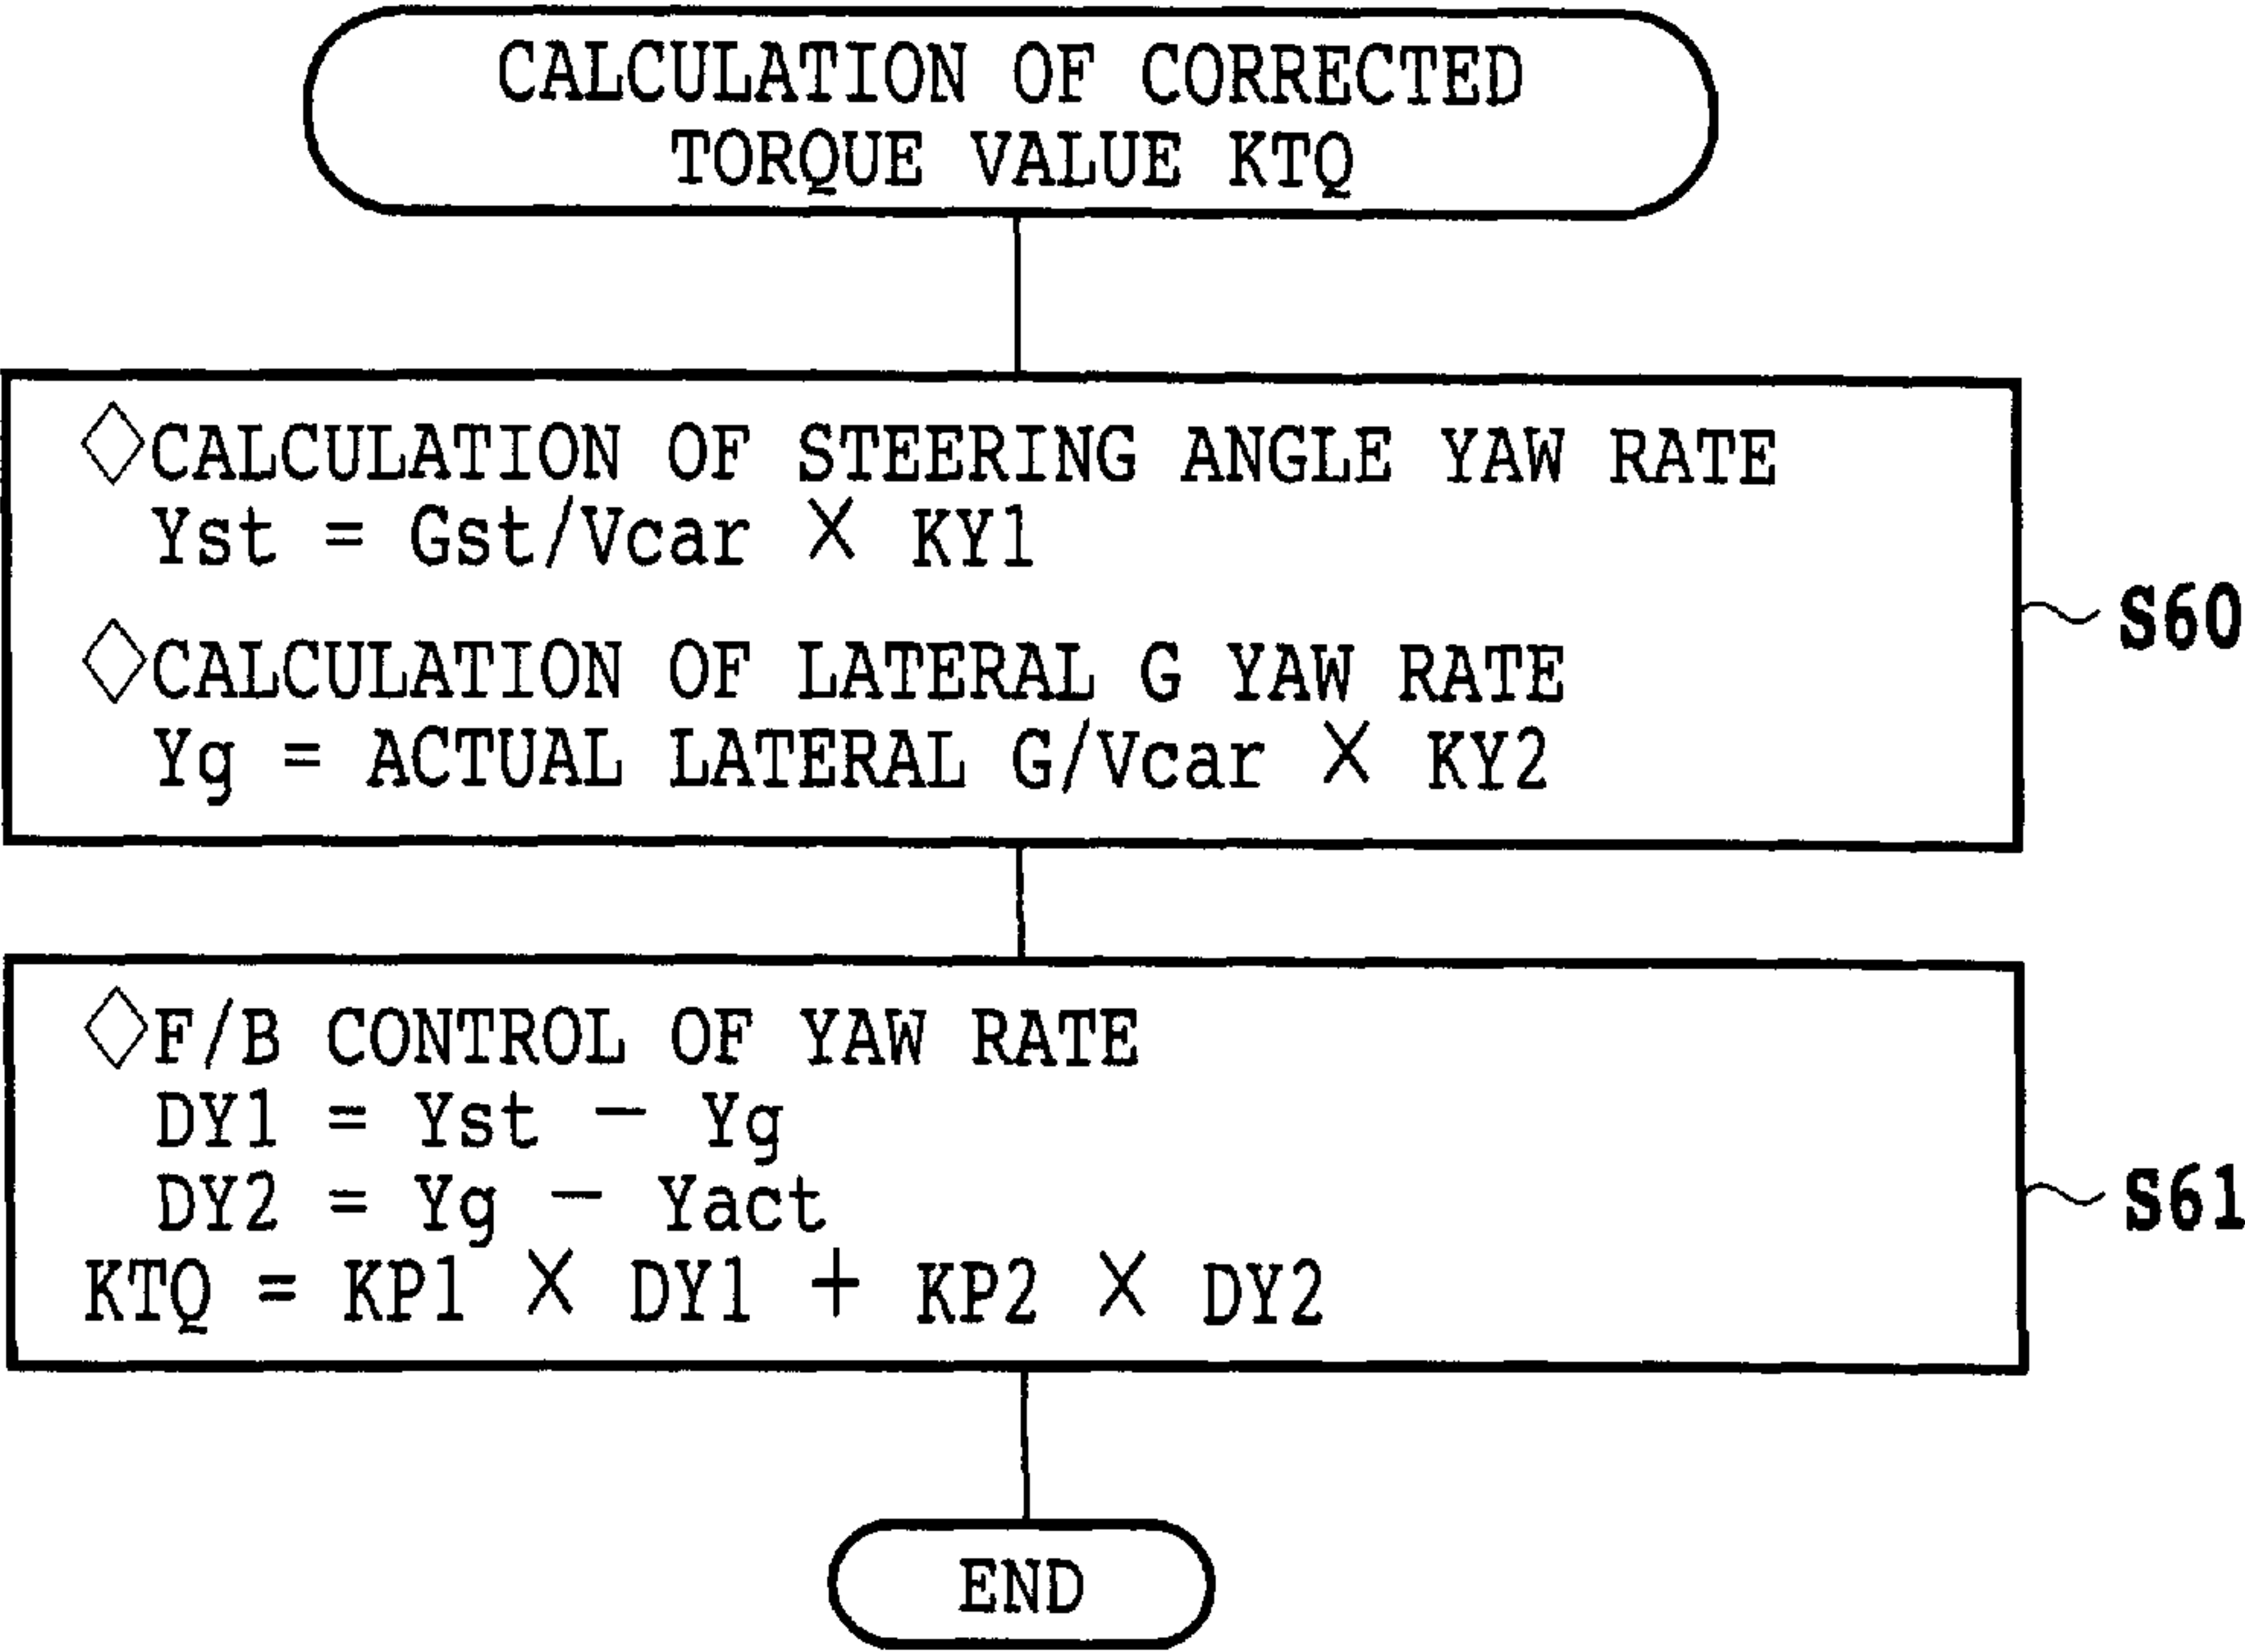 CALCULATION OF CORRECTED
TORQUE VALUE KTQ
◇CALCULATION OF STEERING ANGLE YAW RATE
Yst = Gst/Vcar × KY1
◇CALCULATION OF LATERAL G YAW RATE
Yg = ACTUAL LATERAL G/Vcar × KY2
S60
◇F/B CONTROL OF YAW RATE
DY1 = Yst − Yg
DY2 = Yg − Yact
KTQ = KP1 × DY1 + KP2 × DY2
S61
END